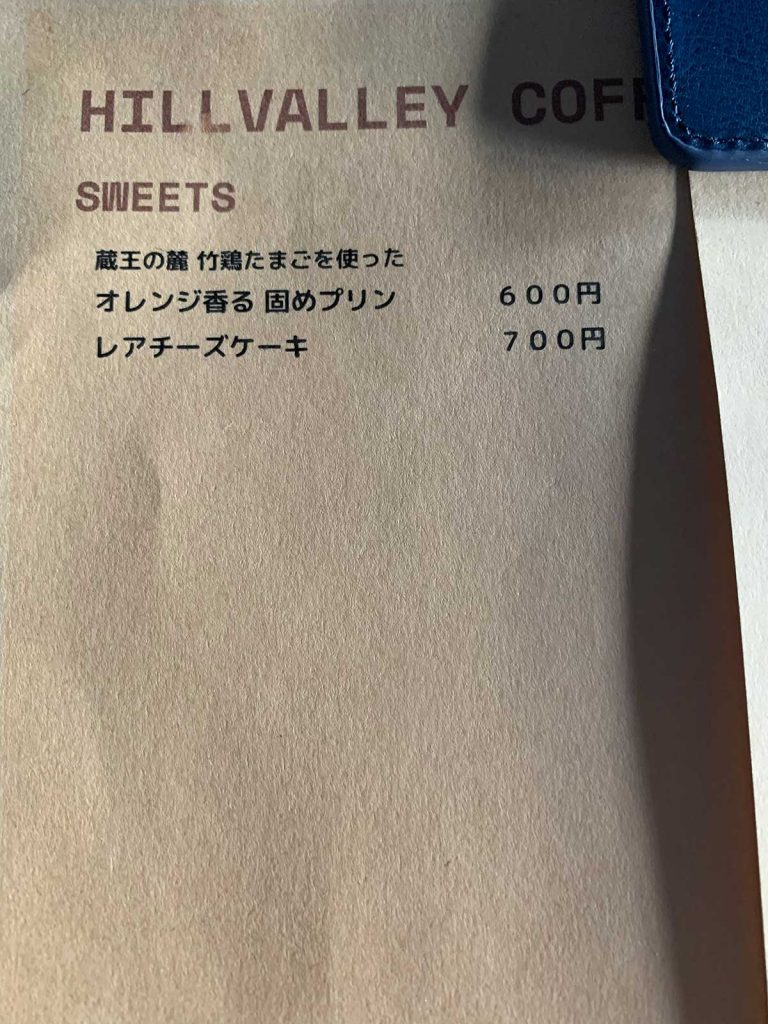 HILLVALLEY
SWEETS
蔵王の麓 竹鶏たまごを使った
オレンジ香る 固めプリン ６００円
レアチーズケーキ ７００円